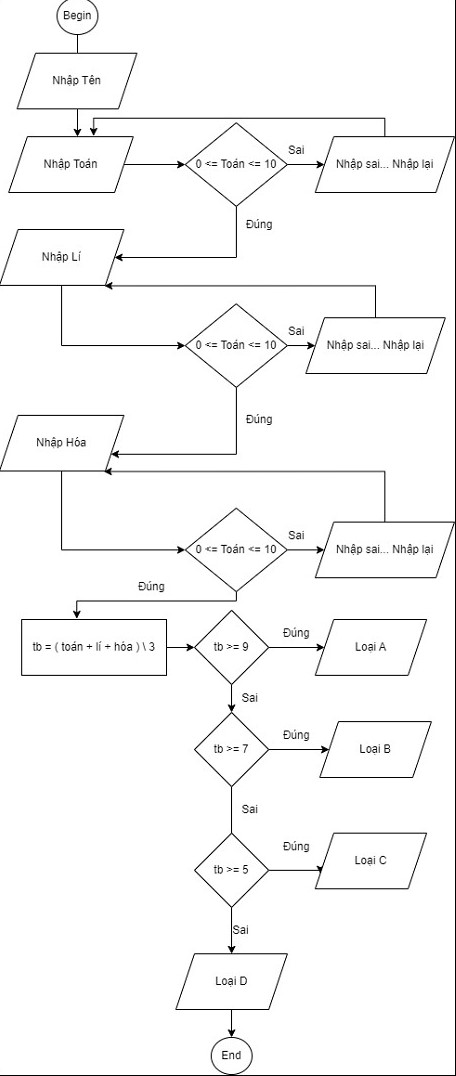 Begin
Nhập Tên
Nhập Toán
0 <= Toán <= 10
Sai
Nhập sai... Nhập lại
Đúng
Nhập Lí
0 <= Toán <= 10
Sai
Nhập sai... Nhập lại
Đúng
Nhập Hóa
0 <= Toán <= 10
Sai
Nhập sai... Nhập lại
Đúng
tb = ( toán + lí + hóa ) \ 3
tb >= 9
Đúng
Loại A
Sai
tb >= 7
Đúng
Loại B
Sai
tb >= 5
Đúng
Loại C
Sai
Loại D
End